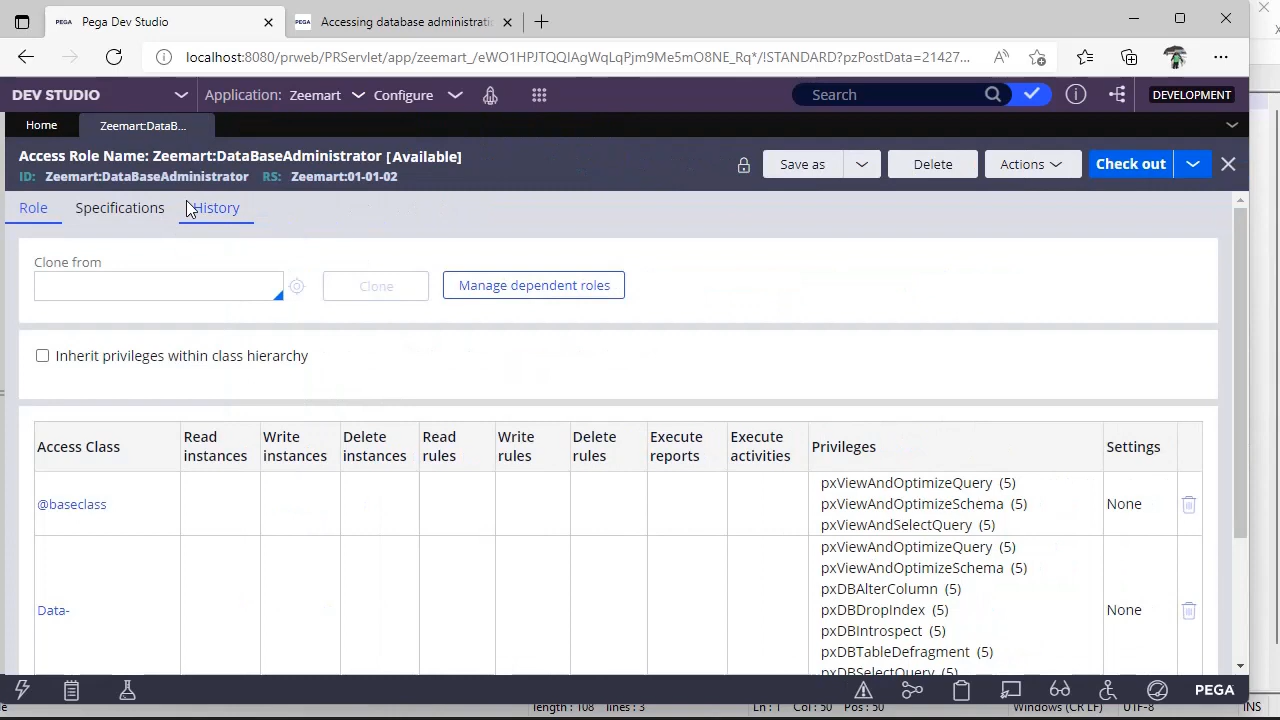 PEGA Pega Dev Studio
PEGA Accessing database administrati
localhost:8080/prweb/PRServlet/app/zeemart_/eWO1HPJTQQIAgWqLqPjm9Me5mO8NE_Rq*/!STANDARD?pzPostData=21427...
DEV STUDIO Application: Zeemart Configure Search DEVELOPMENT
Home Zeemart:DataB...
Access Role Name: Zeemart:DataBaseAdministrator [Available]
ID: Zeemart:DataBaseAdministrator RS: Zeemart:01-01-02
Save as Delete Actions Check out
Role Specifications History
Clone from
Clone Manage dependent roles
Inherit privileges within class hierarchy
Access Class Read instances Write instances Delete instances Read rules Write rules Delete rules Execute reports Execute activities Privileges Settings
@baseclass
pxViewAndOptimizeQuery (5)
pxViewAndOptimizeSchema (5)
pxViewAndSelectQuery (5)
None
Data-
pxViewAndOptimizeQuery (5)
pxViewAndOptimizeSchema (5)
pxDBAlterColumn (5)
pxDBDropIndex (5)
pxDBIntrospect (5)
pxDBTableDefragment (5)
pxDBSelectQuery (5)
None
PEGA
length : 108 lines : 3 Ln : 1 Col : 50 Pos : 50 Windows (CR LF) UTF-8 INS